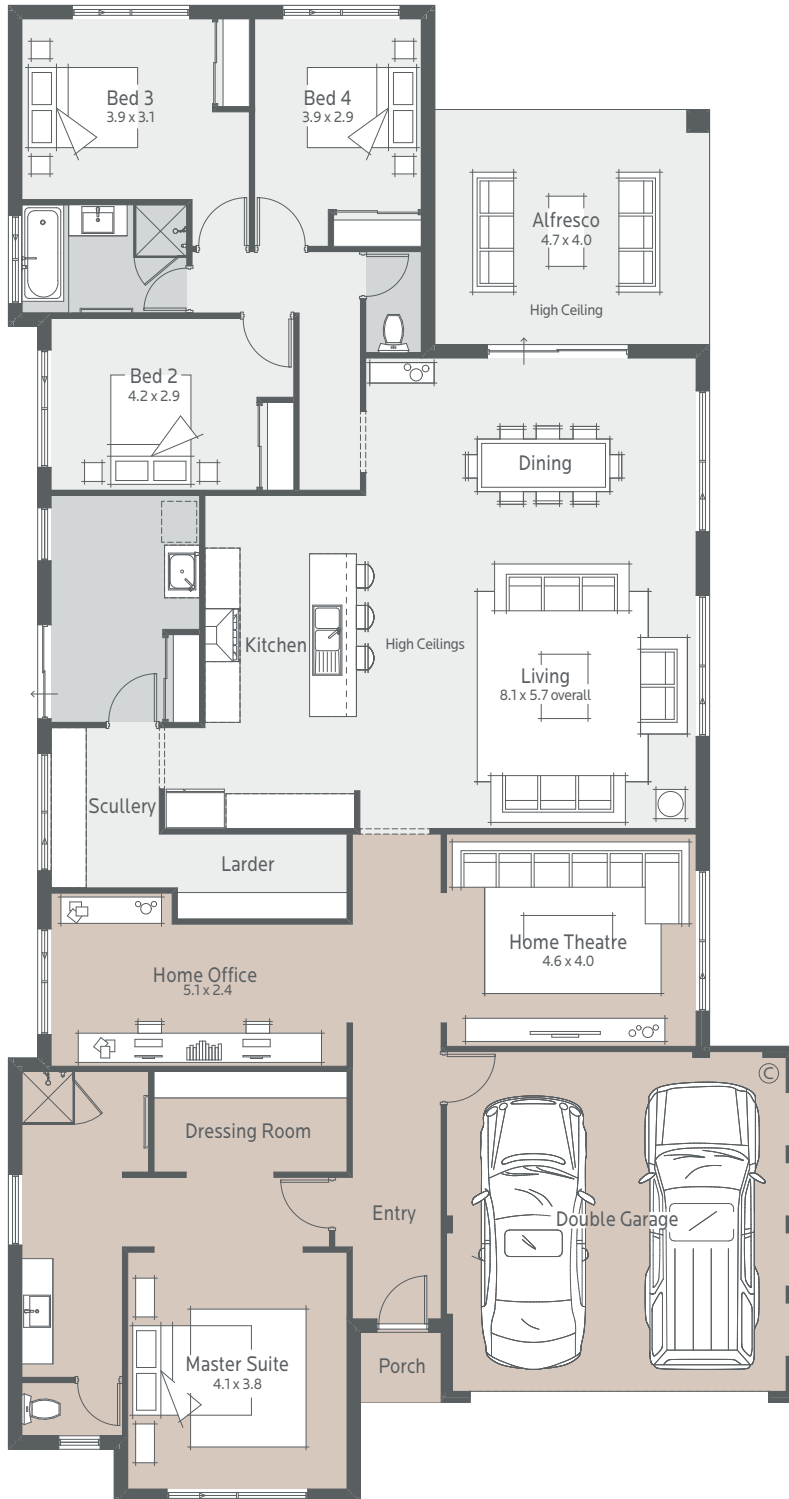 Bed 3
3.9 x 3.1
Bed 4
3.9 x 2.9
Alfresco
4.7 x 4.0
High Ceiling
Bed 2
4.2 x 2.9
Dining
Kitchen
High Ceilings
Living
8.1 x 5.7 overall
Scullery
Larder
Home Office
5.1 x 2.4
Home Theatre
4.6 x 4.0
©
Dressing Room
Entry
Double Garage
Master Suite
4.1 x 3.8
Porch